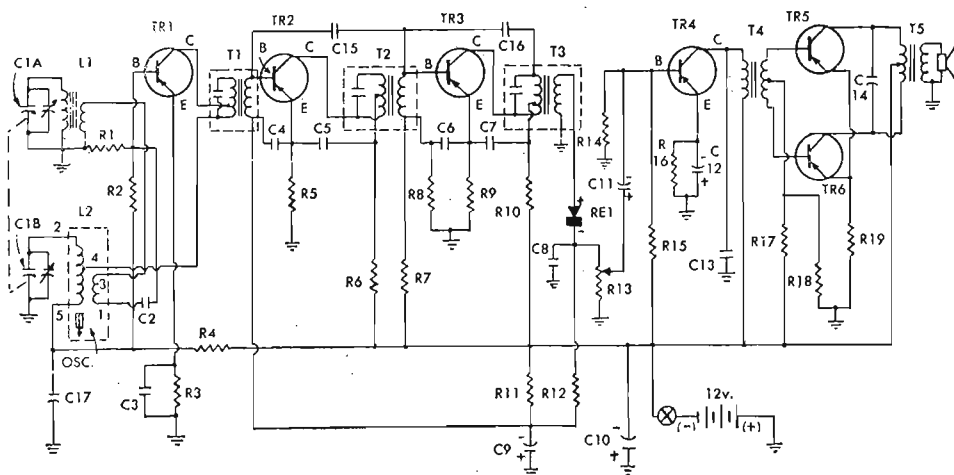 TR1
TR2
TR3
TR4
TR5
C1A
L1
B
C
E
R1
R2
T1
B
C
E
C4
C5
R5
C15
T2
B
C
E
C16
T3
C6
C7
R8
R9
R10
R14
B
C
E
R
16
C
12
C11
T4
C
14
T5
TR6
C1B
L2
2
4
3
5
1
C2
OSC.
R4
R6
R7
C8
RE1
+
-
R13
R15
C13
R17
R18
R19
C17
C3
R3
R11
R12
C9
-
+
C10
-
+
12v.
(-)
(+)